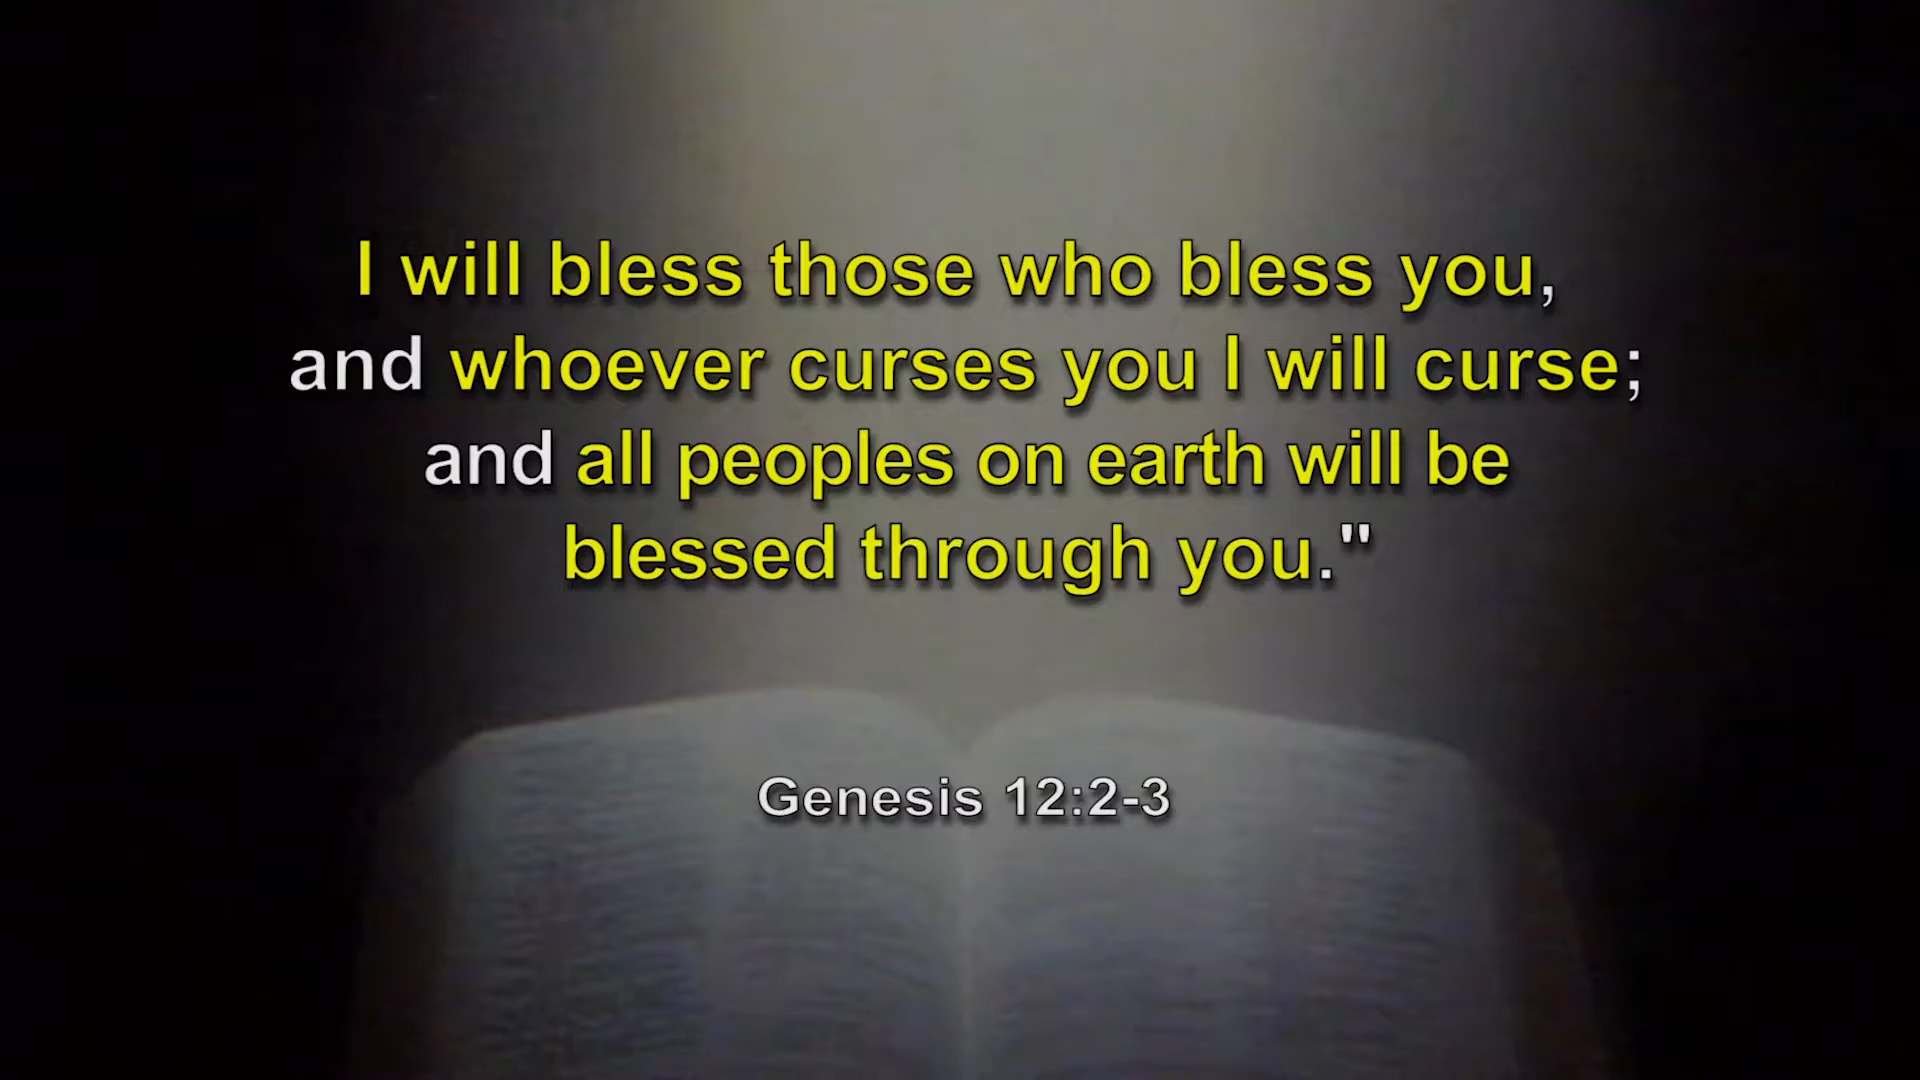 I will bless those who bless you,
and whoever curses you I will curse;
and all peoples on earth will be
blessed through you."
Genesis 12:2-3